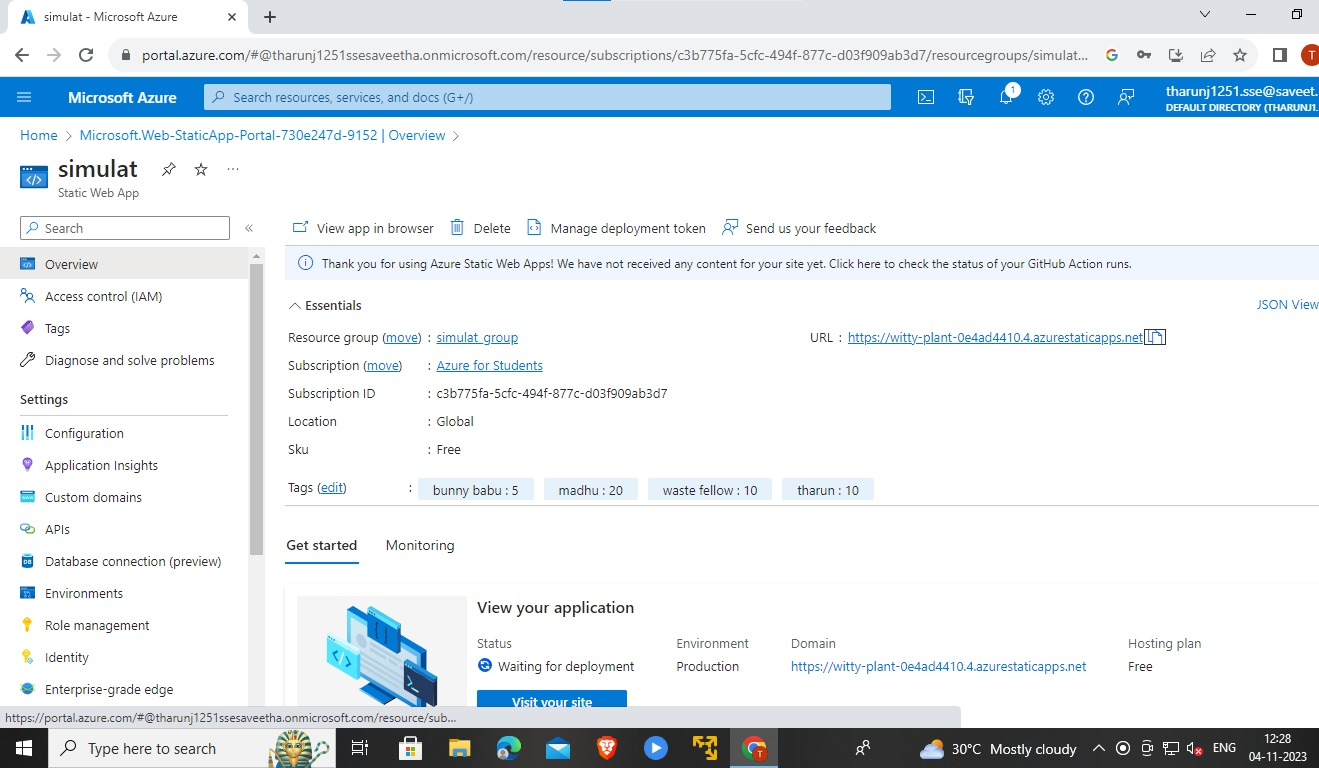 simulat - Microsoft Azure
portal.azure.com/#@tharunj1251ssesaveetha.onmicrosoft.com/resource/subscriptions/c3b775fa-5cfc-494f-877c-d03f909ab3d7/resourcegroups/simulat...
T
Microsoft Azure
Search resources, services, and docs (G+/)
1
tharunj1251.sse@saveet.
DEFAULT DIRECTORY (THARUNJ1.
Home > Microsoft.Web-StaticApp-Portal-730e247d-9152 | Overview >
simulat
Static Web App
Search
«
View app in browser
Delete
Manage deployment token
Send us your feedback
Overview
Access control (IAM)
Tags
Diagnose and solve problems
Settings
Configuration
Application Insights
Custom domains
APIs
Database connection (preview)
Environments
Role management
Identity
Enterprise-grade edge
Thank you for using Azure Static Web Apps! We have not received any content for your site yet. Click here to check the status of your GitHub Action runs.
Essentials
JSON View
Resource group (move) : simulat_group
URL : https://witty-plant-0e4ad4410.4.azurestaticapps.net
Subscription (move) : Azure for Students
Subscription ID : c3b775fa-5cfc-494f-877c-d03f909ab3d7
Location : Global
Sku : Free
Tags (edit) : bunny babu : 5 madhu : 20 waste fellow : 10 tharun : 10
Get started
Monitoring
View your application
Status
Waiting for deployment
Environment
Production
Domain
https://witty-plant-0e4ad4410.4.azurestaticapps.net
Hosting plan
Free
Visit your site
https://portal.azure.com/#@tharunj1251ssesaveetha.onmicrosoft.com/resource/sub...
Type here to search
T
30°C Mostly cloudy
ENG
12:28
04-11-2023